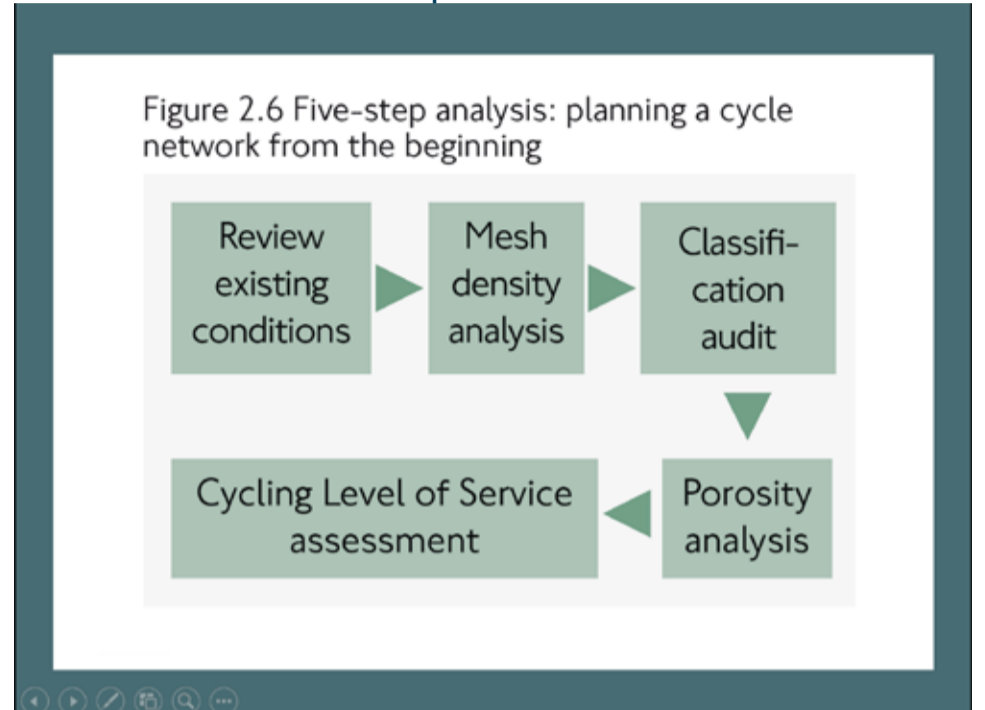 Figure 2.6 Five-step analysis: planning a cycle
network from the beginning
Review
existing
conditions
Mesh
density
analysis
Classifi-
cation
audit
Porosity
analysis
Cycling Level of Service
assessment